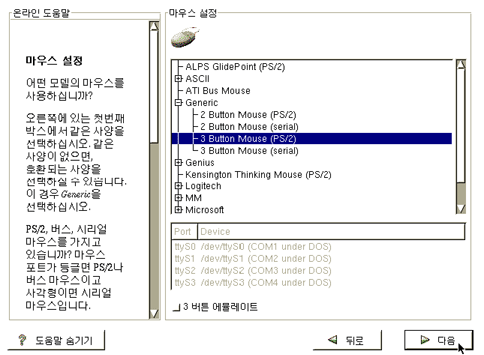 온라인 도움말
마우스 설정
어떤 모델의 마우스를
사용하십니까?
오른쪽에 있는 첫번째
박스에서 같은 사양을
선택하십시오. 같은
사양이 없으면,
호환되는 사양을
선택하실 수 있습니다.
이 경우 Generic을
선택하십시오.
PS/2, 버스, 시리얼
마우스를 가지고
있습니까? 마우스
포트가 둥글면 PS/2나
버스 마우스이고
사각형이면 시리얼
마우스입니다.
마우스 설정
ALPS GlidePoint (PS/2)
ASCII
ATI Bus Mouse
Generic
2 Button Mouse (PS/2)
2 Button Mouse (serial)
3 Button Mouse (PS/2)
3 Button Mouse (serial)
Genius
Kensington Thinking Mouse (PS/2)
Logitech
MM
Microsoft
Port Device
ttyS0 /dev/ttyS0 (COM1 under DOS)
ttyS1 /dev/ttyS1 (COM2 under DOS)
ttyS2 /dev/ttyS2 (COM3 under DOS)
ttyS3 /dev/ttyS3 (COM4 under DOS)
3 버튼 에뮬레이트
? 도움말 숨기기
뒤로
다음